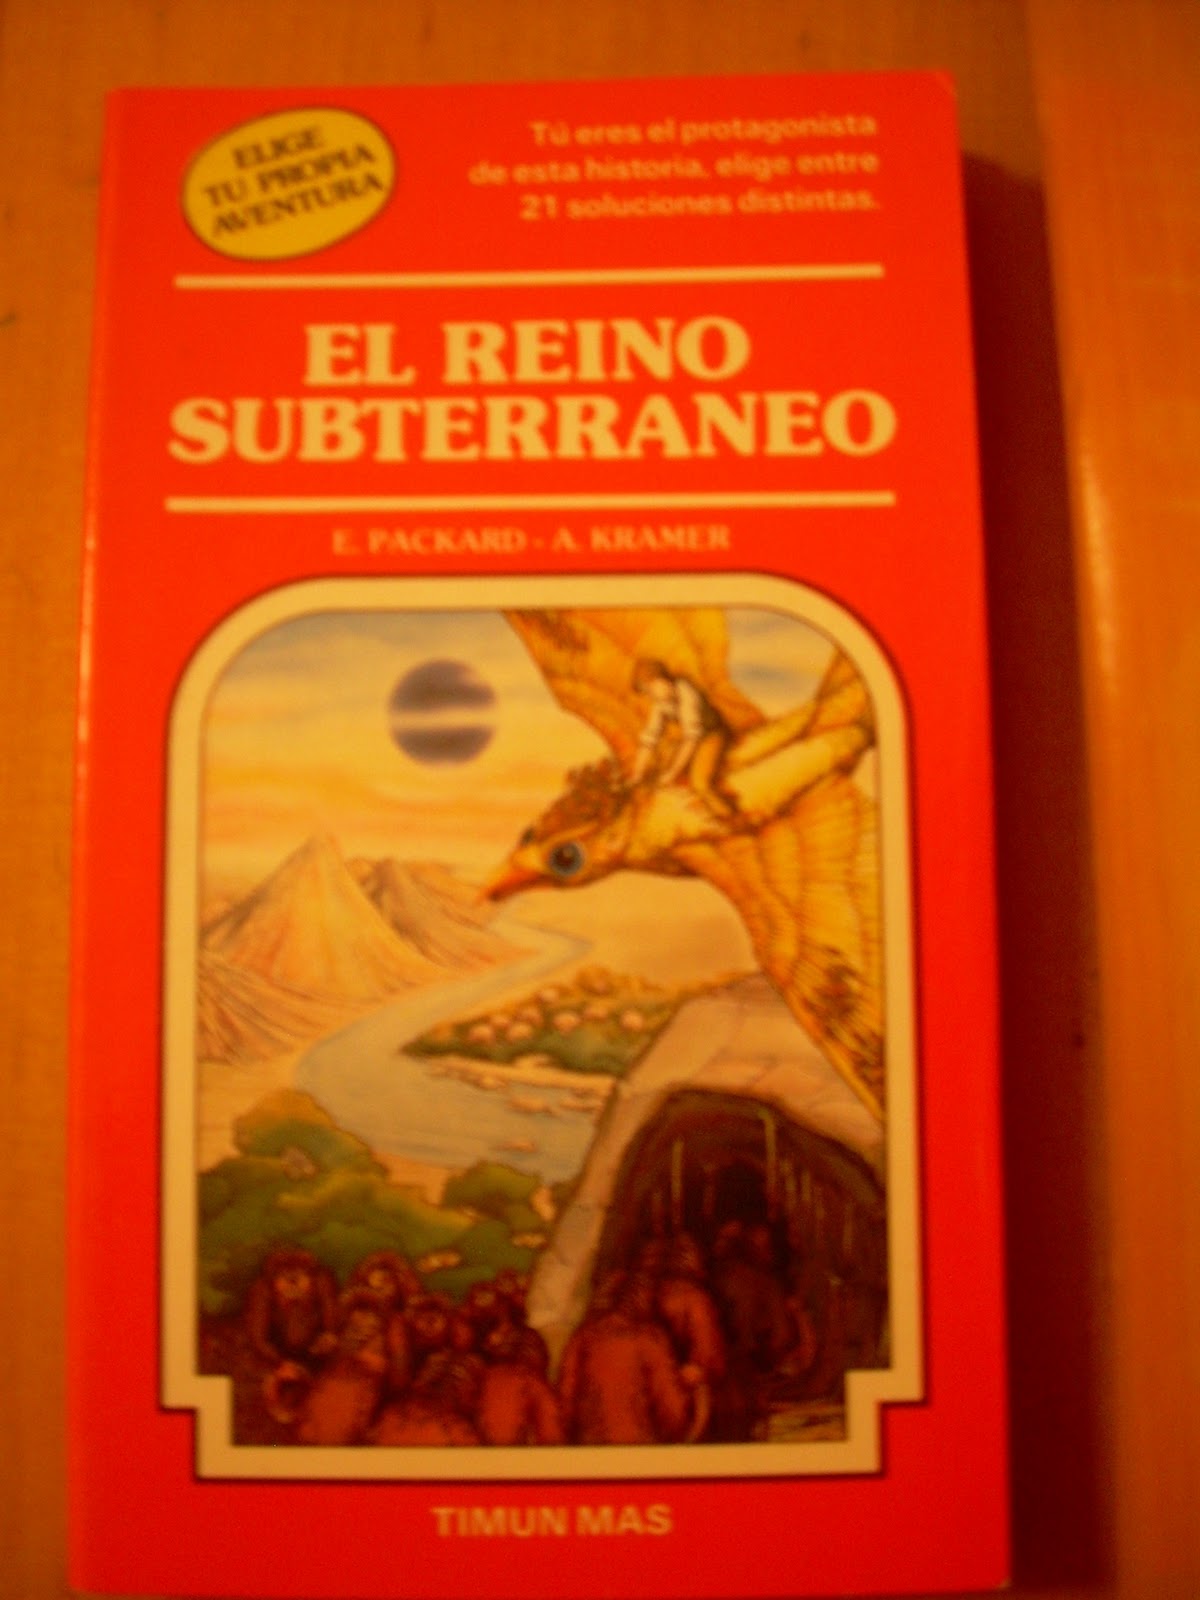 ELIGE
TU PROPIA
AVENTURA
Tú eres el protagonista
de esta historia, elige entre
21 soluciones distintas.
EL REINO
SUBTERRANEO
E. PACKARD - A. KRAMER
TIMUN MAS